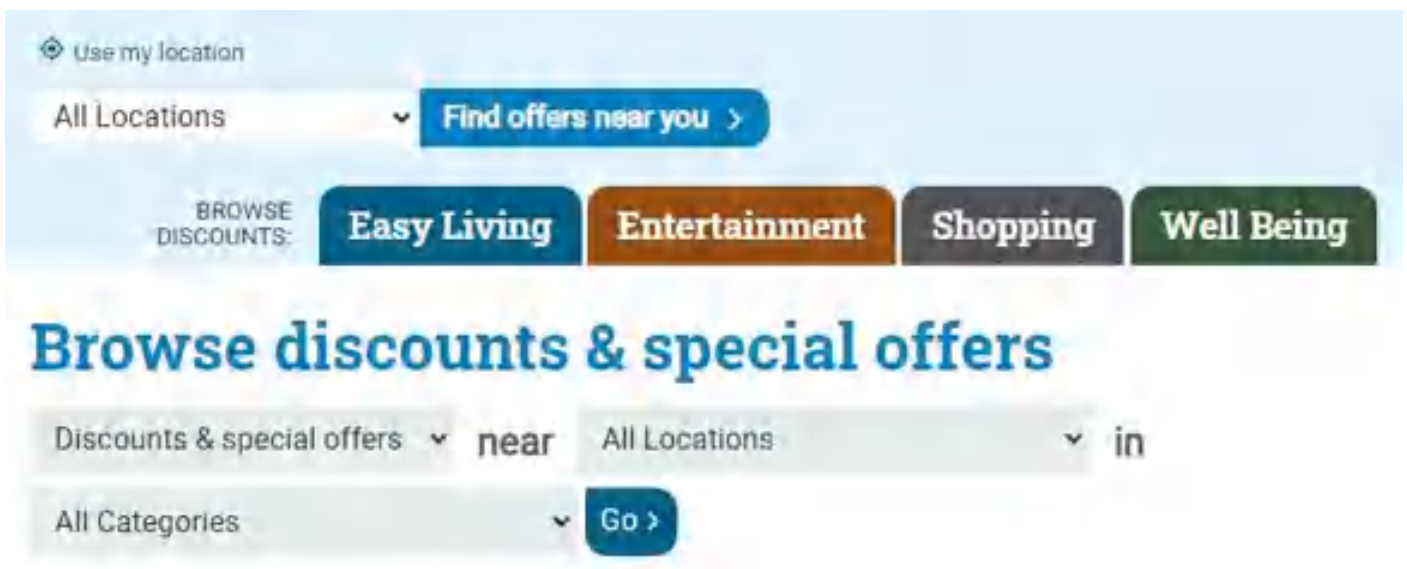 Use my location
All Locations Find offers near you >
BROWSE
DISCOUNTS: Easy Living Entertainment Shopping Well Being
Browse discounts & special offers
Discounts & special offers near All Locations in
All Categories Go >